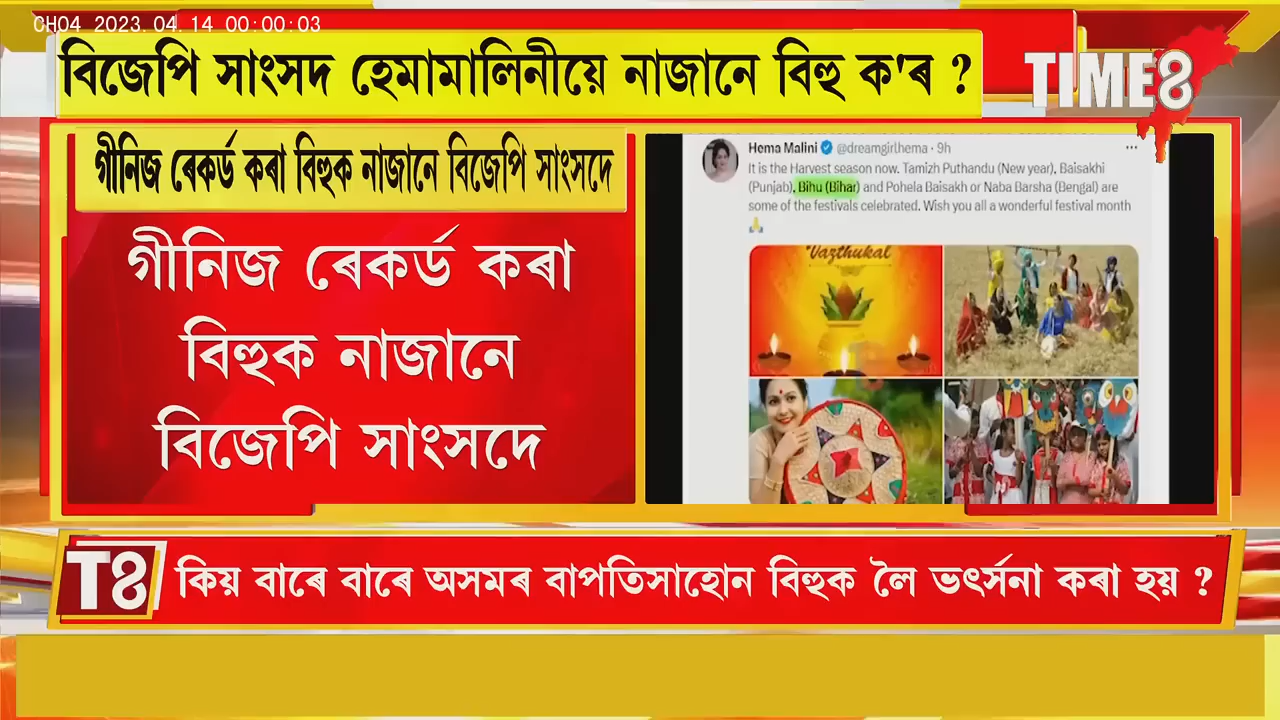 CH04 2023.04.14 00:00:03
বিজেপি সাংসদ হেমামালিনীয়ে নাজানে বিহু ক'ৰ ?
TIME8
গীনিজ ৰেকৰ্ড কৰা বিহুক নাজানে বিজেপি সাংসদে
গীনিজ ৰেকৰ্ড কৰা
বিহুক নাজানে
বিজেপি সাংসদে
Hema Malini @dreamgirlhema · 9h
It is the Harvest season now. Tamizh Puthandu (New year), Baisakhi
(Punjab), Bihu (Bihar) and Pohela Baisakh or Naba Barsha (Bengal) are
some of the festivals celebrated. Wish you all a wonderful festival month
🙏
Vazthukal
T8 কিয় বাৰে বাৰে অসমৰ বাপতিসাহোন বিহুক লৈ ভৎৰ্সনা কৰা হয় ?